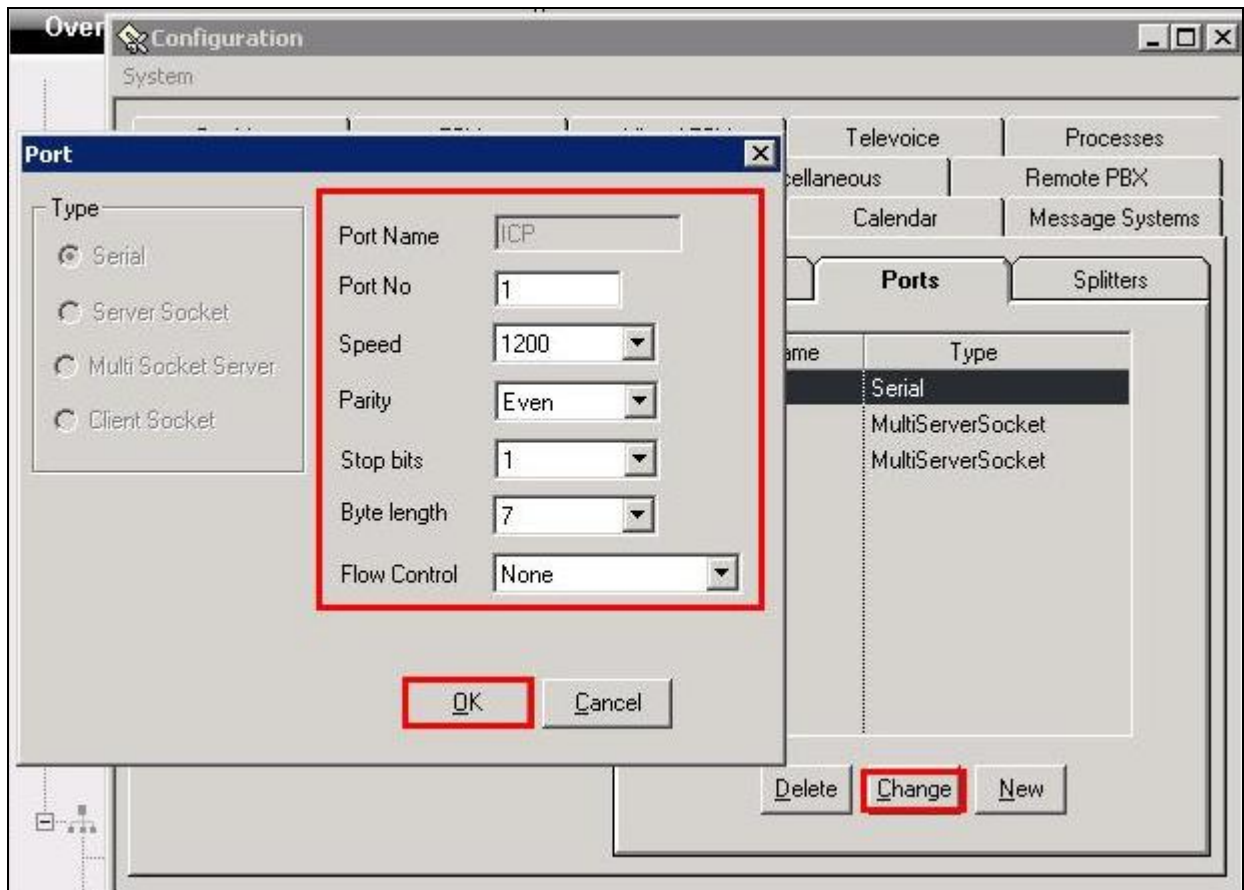 Over
Configuration
System
Televoice
Processes
cellaneous
Remote PBX
Calendar
Message Systems
Ports
Splitters
ame
Type
Serial
MultiServerSocket
MultiServerSocket
Delete
Change
New
Port
Type
Serial
Server Socket
Multi Socket Server
Client Socket
Port Name
ICP
Port No
1
Speed
1200
Parity
Even
Stop bits
1
Byte length
7
Flow Control
None
OK
Cancel